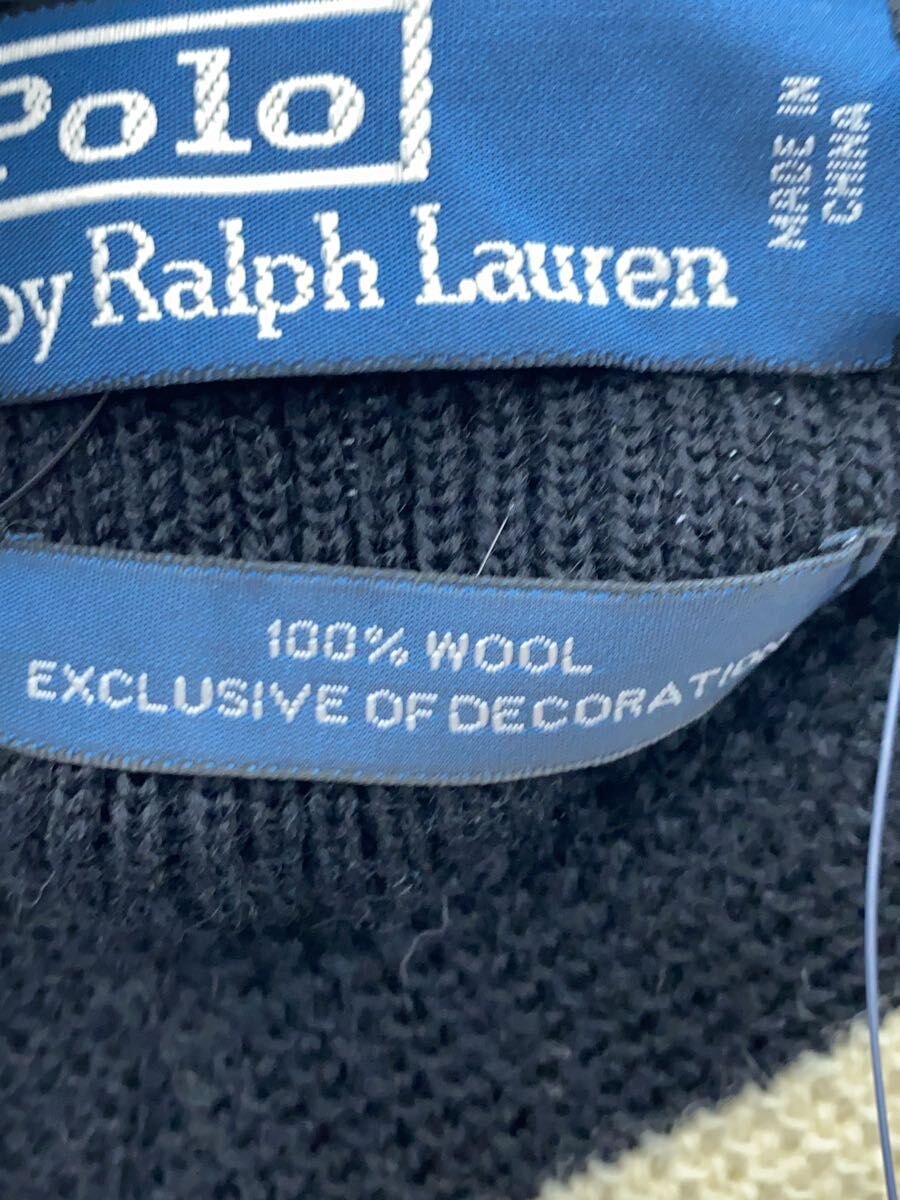 Polo
by Ralph Lauren
MADE IN
CHINA
100% WOOL
EXCLUSIVE OF DECORATION